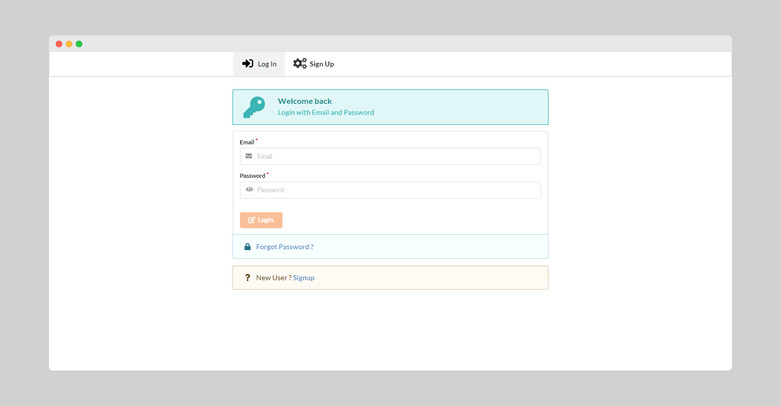 Log In
Sign Up
Welcome back
Login with Email and Password
Email *
Email
Password *
Password
Login
Forgot Password ?
? New User ? Signup